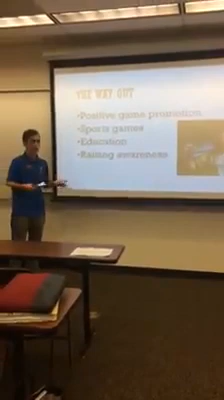 THE WAY OUT
•Positive game promotion
•Sports games
•Education
•Raising awareness